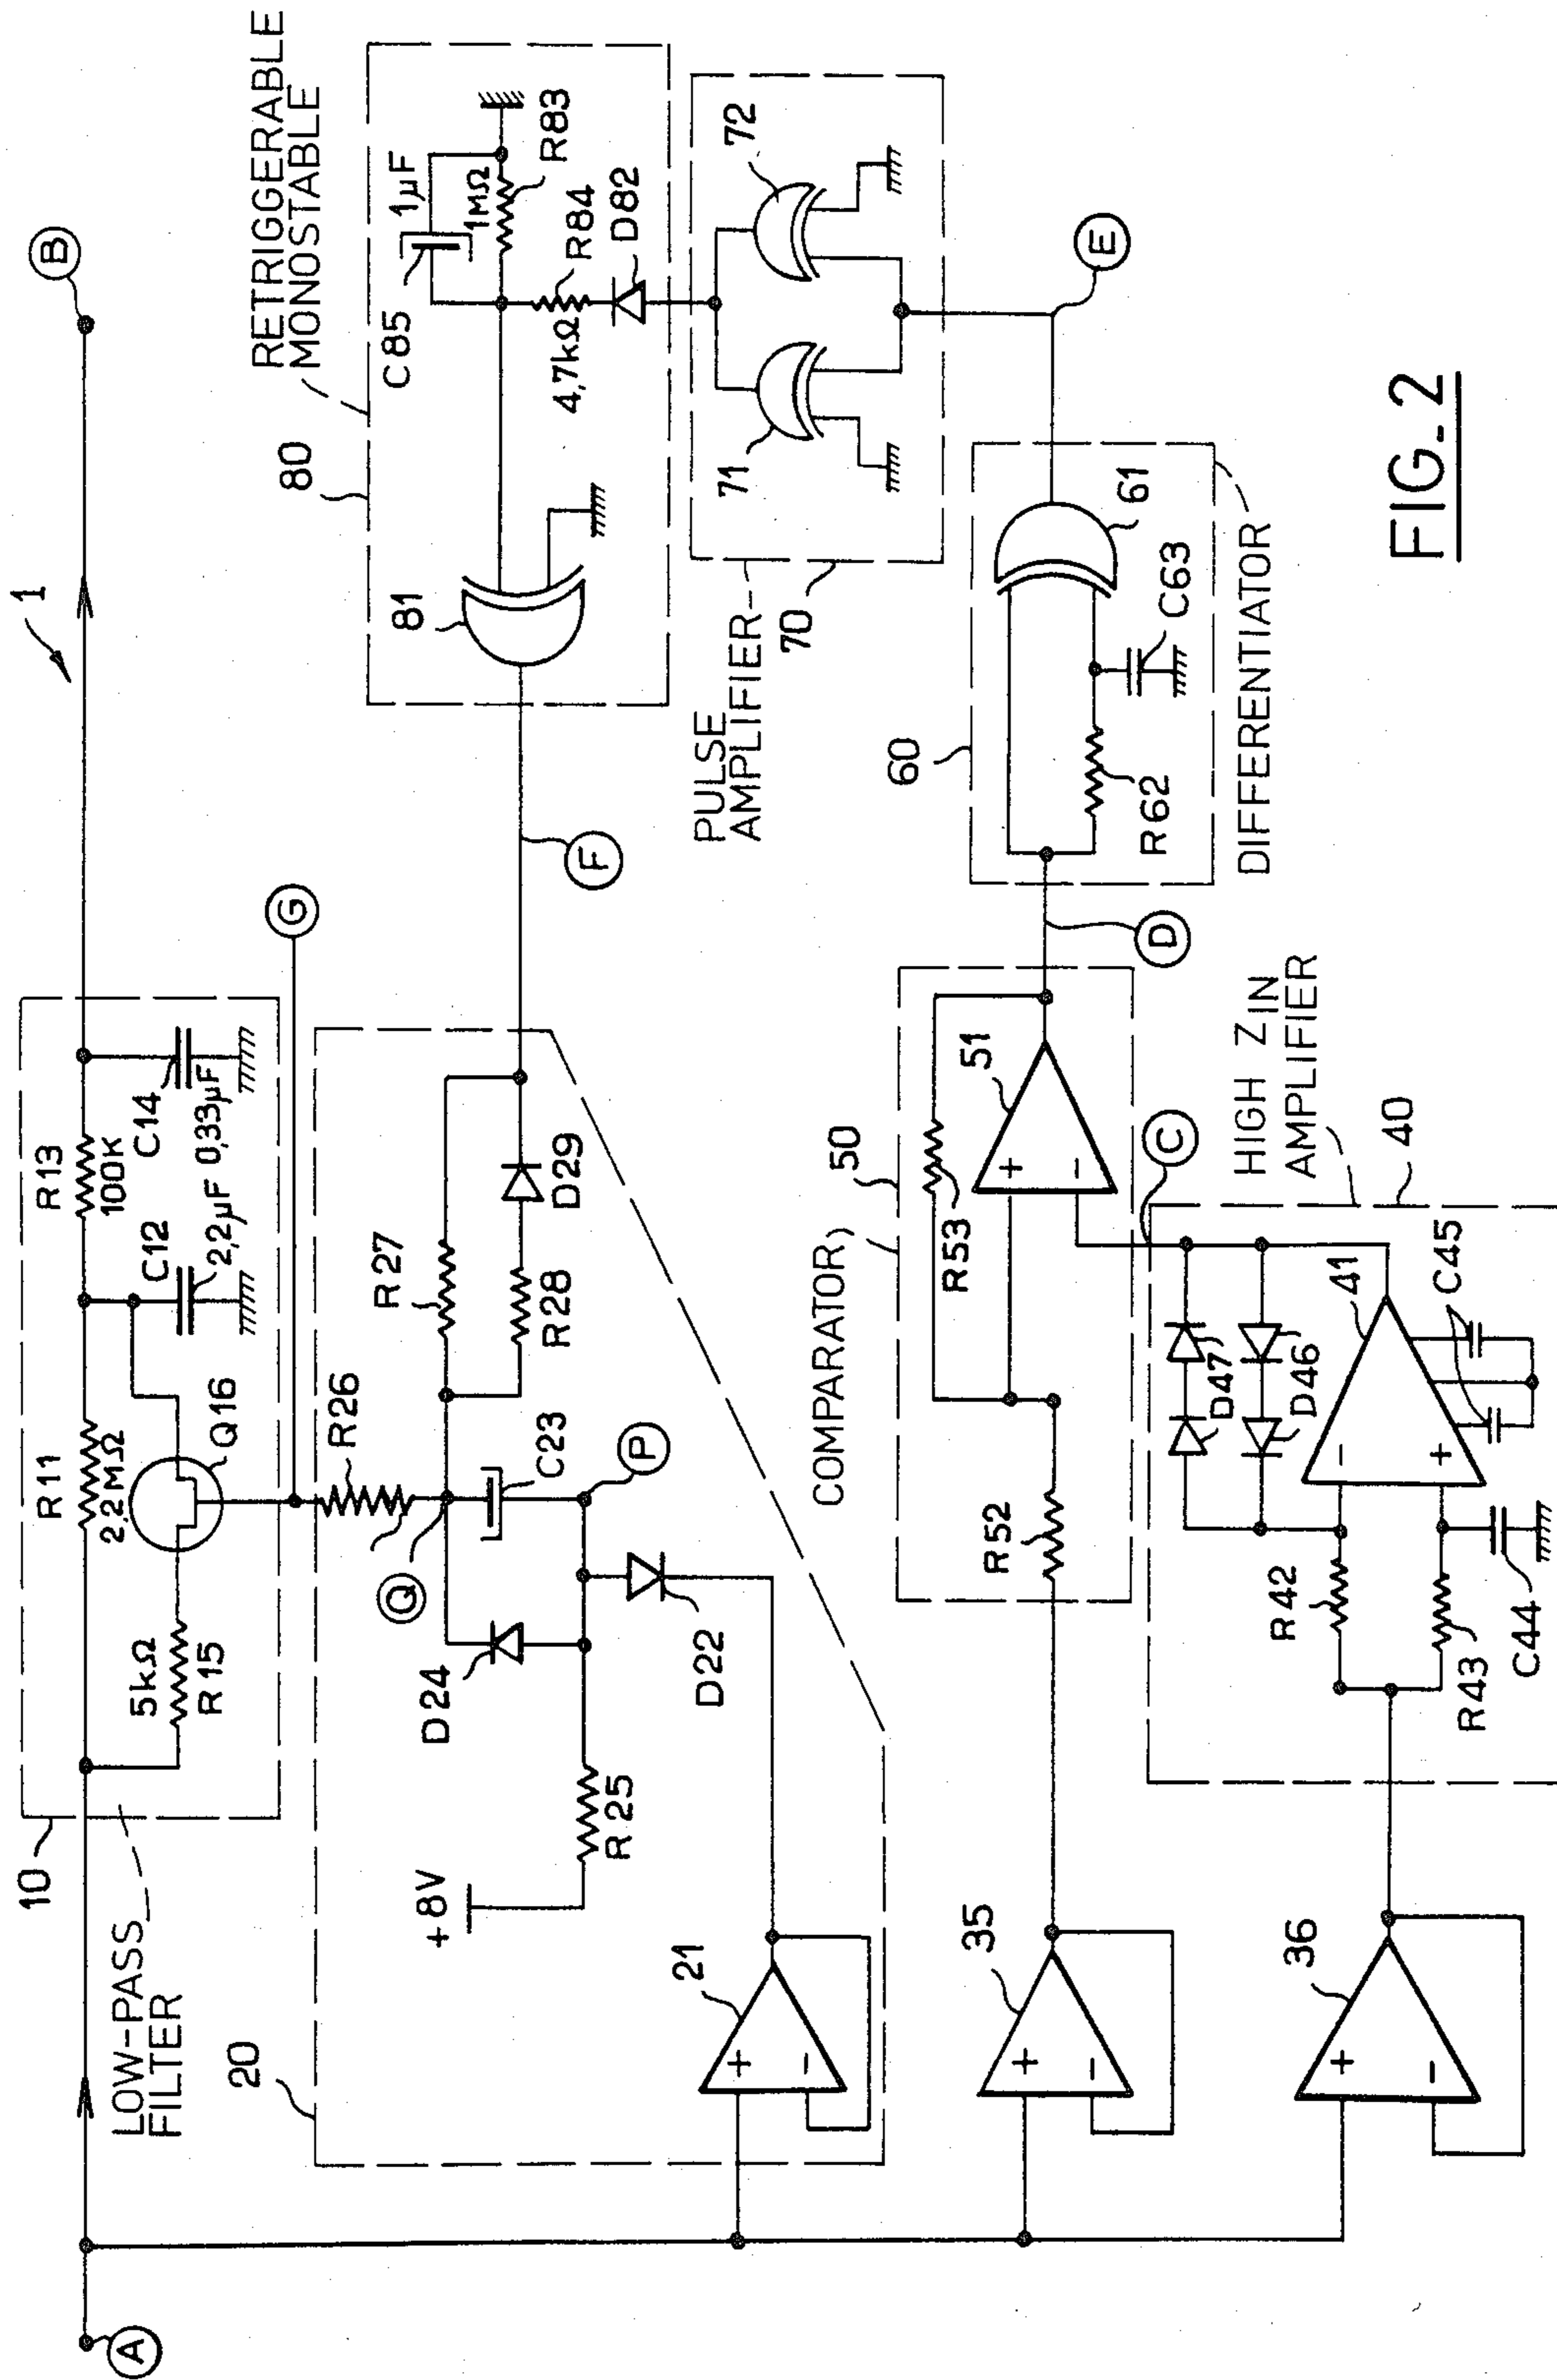 1
A
B
10
LOW-PASS
FILTER
R11
2,2MΩ
R13
100K
C12
2,2µF
C14
0,33µF
5kΩ
R15
Q16
G
20
+8V
R25
D24
D22
Q
R26
C23
P
R27
R28
D29
21
F
RETRIGGERABLE
MONOSTABLE
80
81
C85
1µF
1MΩ
R83
R84
4,7kΩ
D82
PULSE
AMPLIFIER
70
71
72
E
35
COMPARATOR
50
R52
R53
51
+
-
D
60
R62
C63
61
DIFFERENTIATOR
36
HIGH ZIN
AMPLIFIER
40
R42
R43
C44
41
C45
D46
D47
C
+
-
+
-
+
-
+
-
FIG. 2